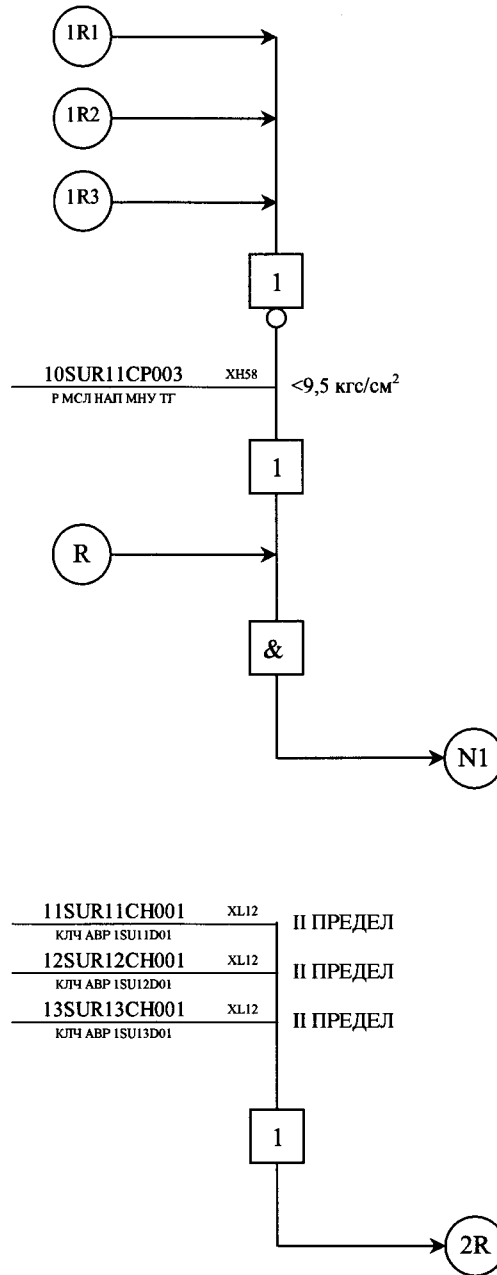 1R1
1R2
1R3
1
10SUR11CP003 XH58 <9,5 кгс/см²
Р МСЛ НАП МНУ ТГ
1
R
&
N1
11SUR11CH001 XL12 II ПРЕДЕЛ
КЛЧ АВР 1SU11D01
12SUR12CH001 XL12 II ПРЕДЕЛ
КЛЧ АВР 1SU12D01
13SUR13CH001 XL12 II ПРЕДЕЛ
КЛЧ АВР 1SU13D01
1
2R